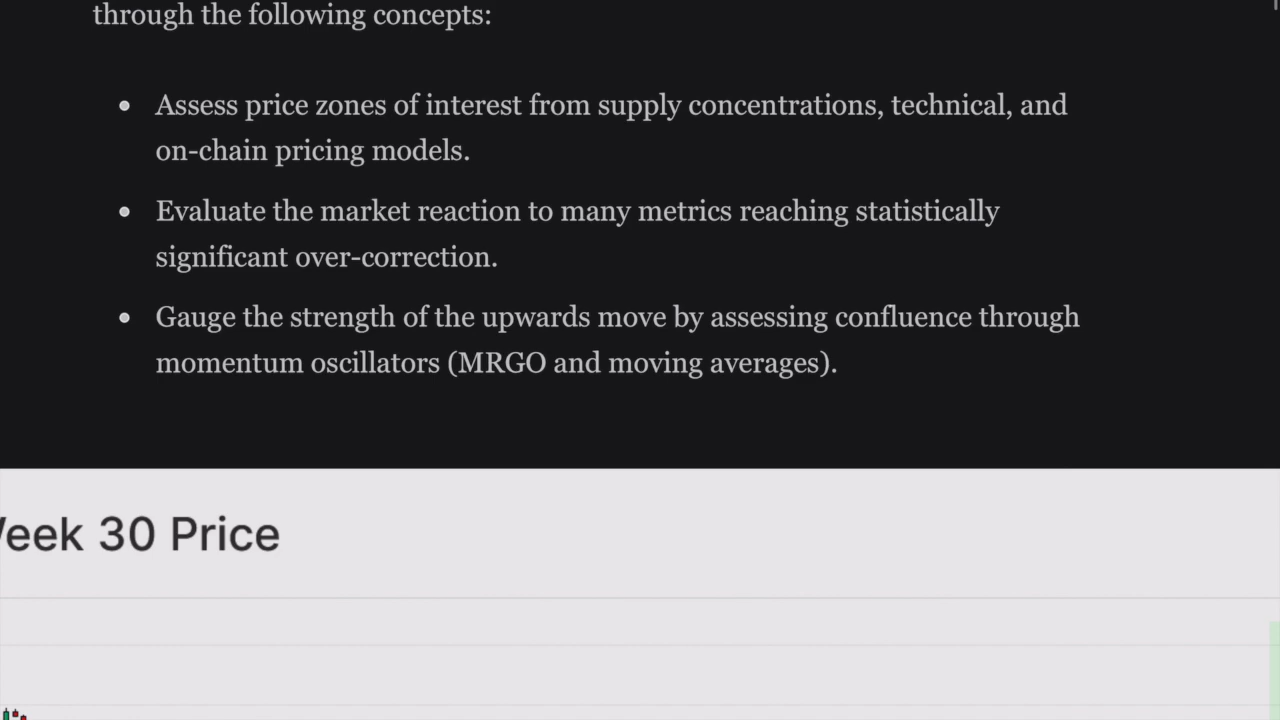 through the following concepts:
Assess price zones of interest from supply concentrations, technical, and
on-chain pricing models.
Evaluate the market reaction to many metrics reaching statistically
significant over-correction.
Gauge the strength of the upwards move by assessing confluence through
momentum oscillators (MRGO and moving averages).
eek 30 Price